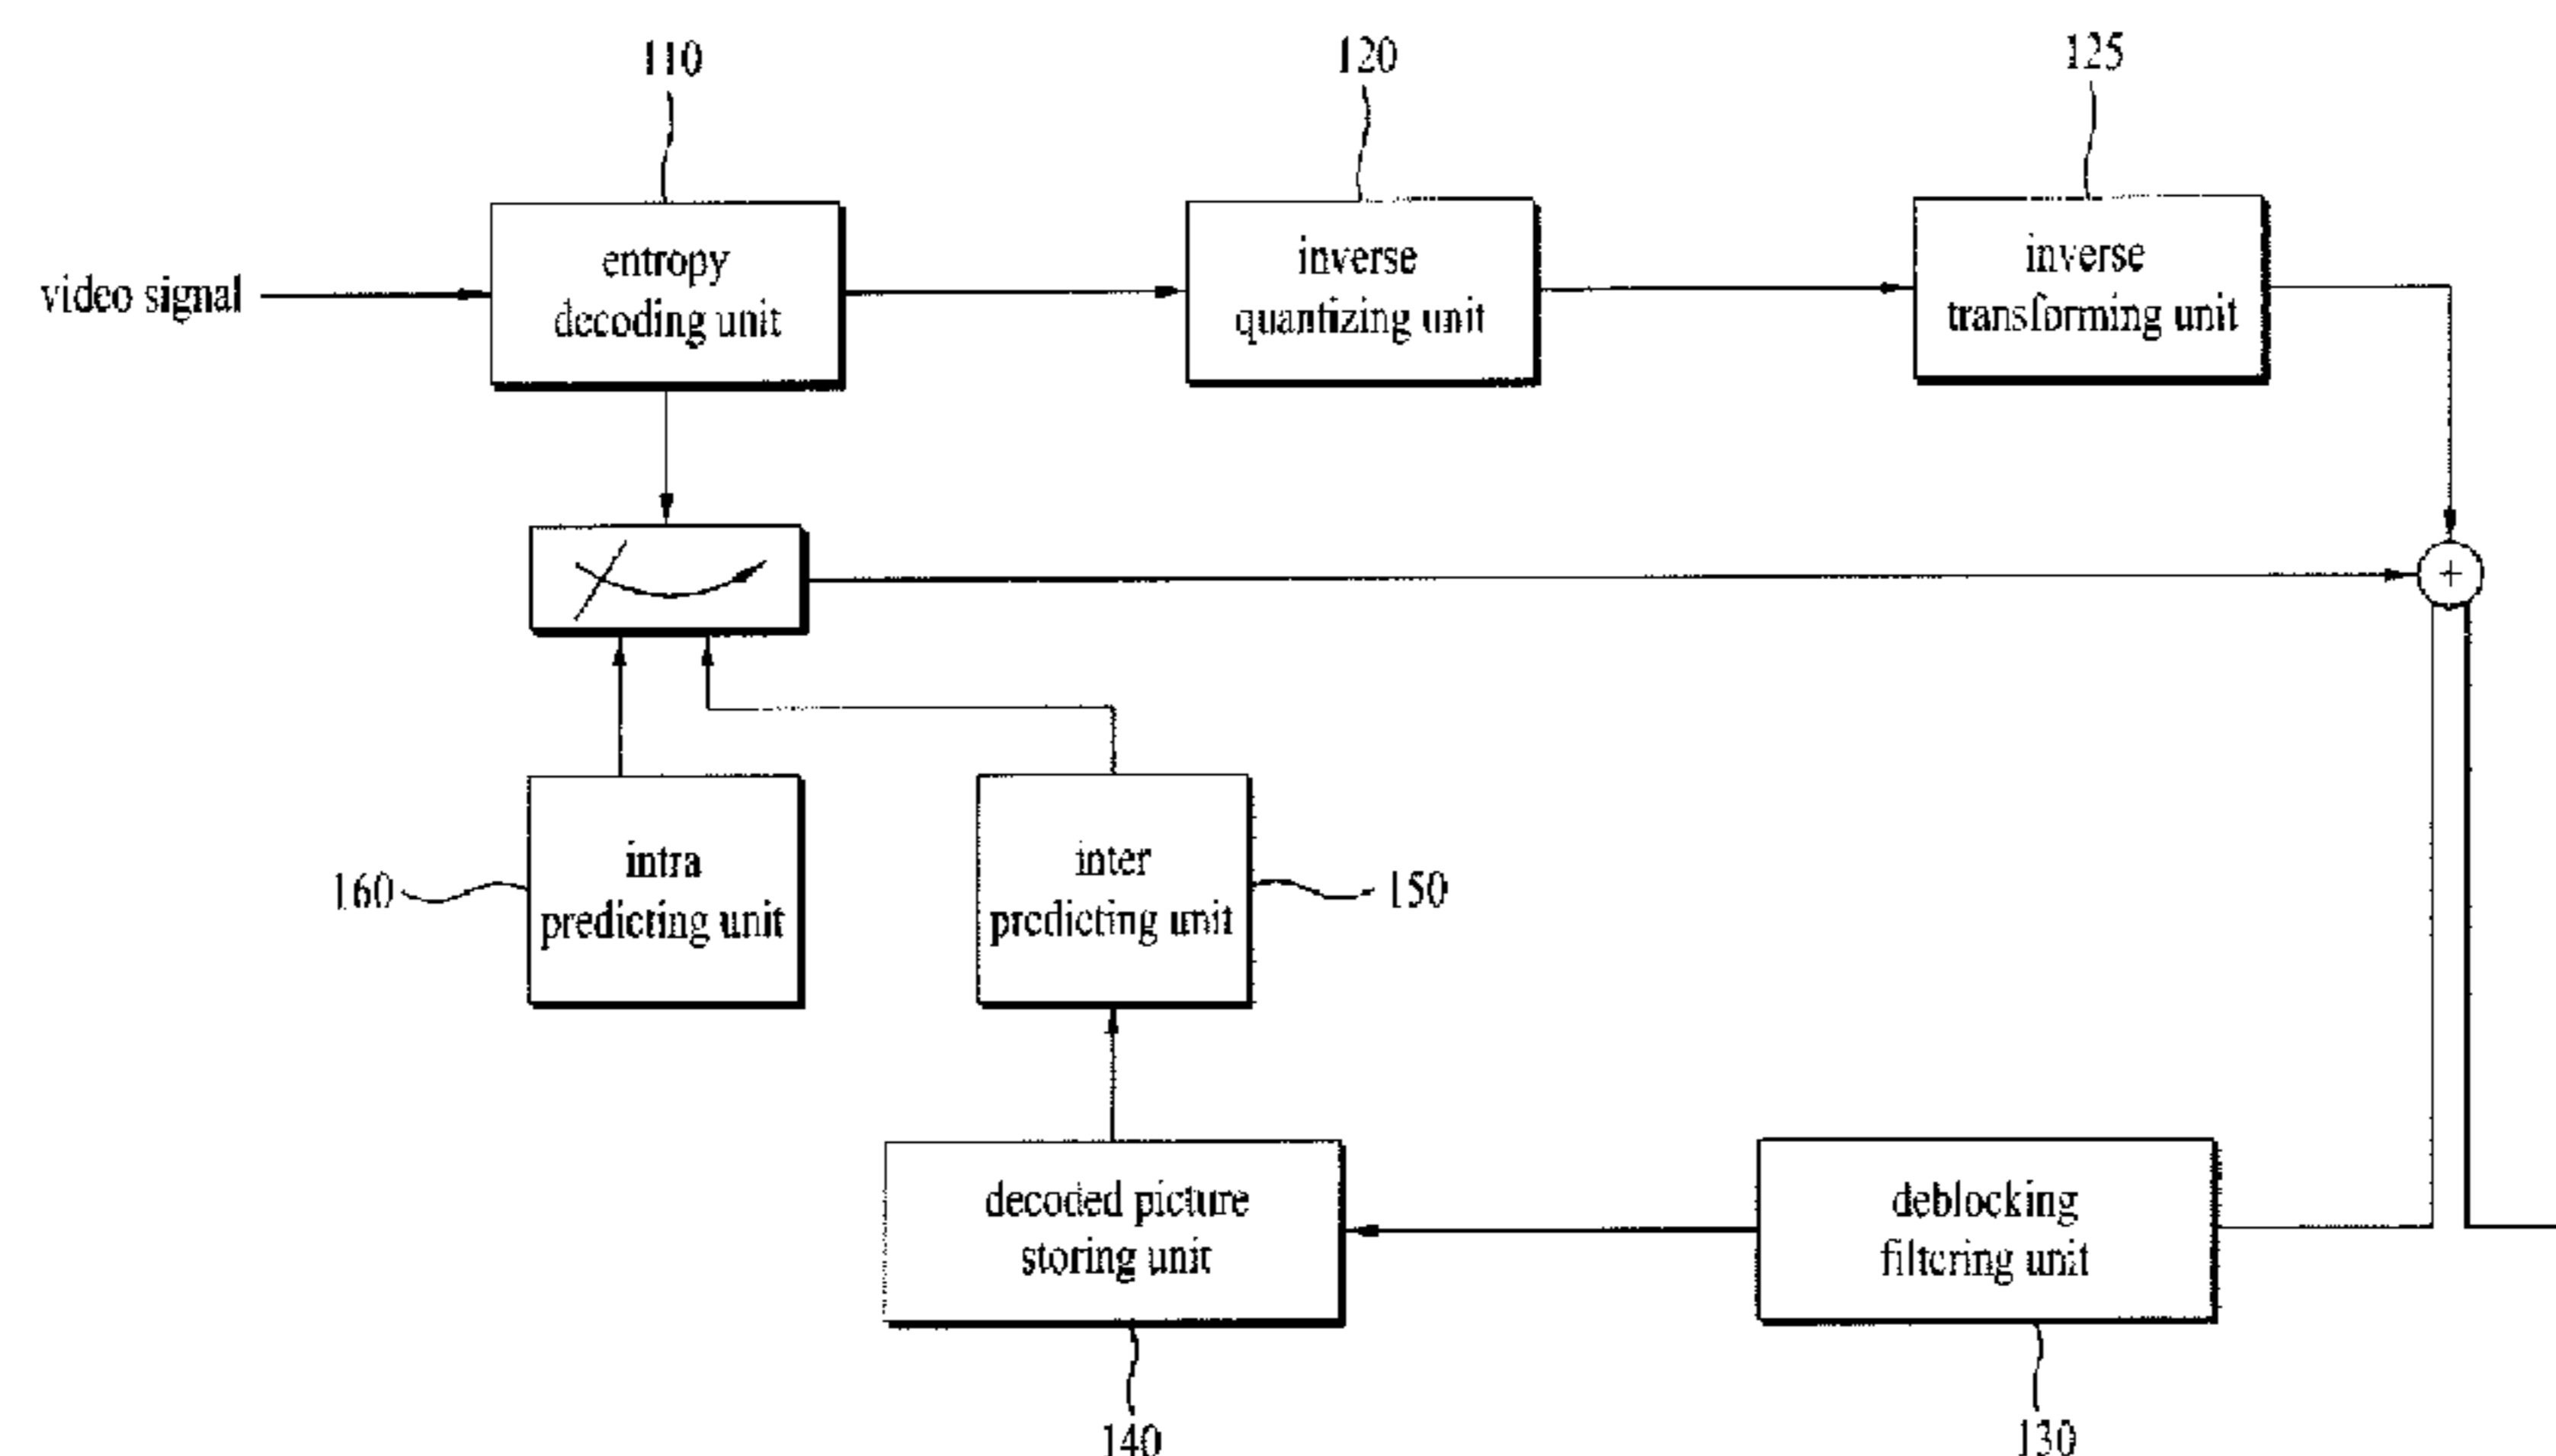 110
120
125
video signal
entropy
decoding unit
inverse
quantizing unit
inverse
transforming unit
+
intra
predicting unit
160
inter
predicting unit
150
decoded picture
storing unit
deblocking
filtering unit
140
130